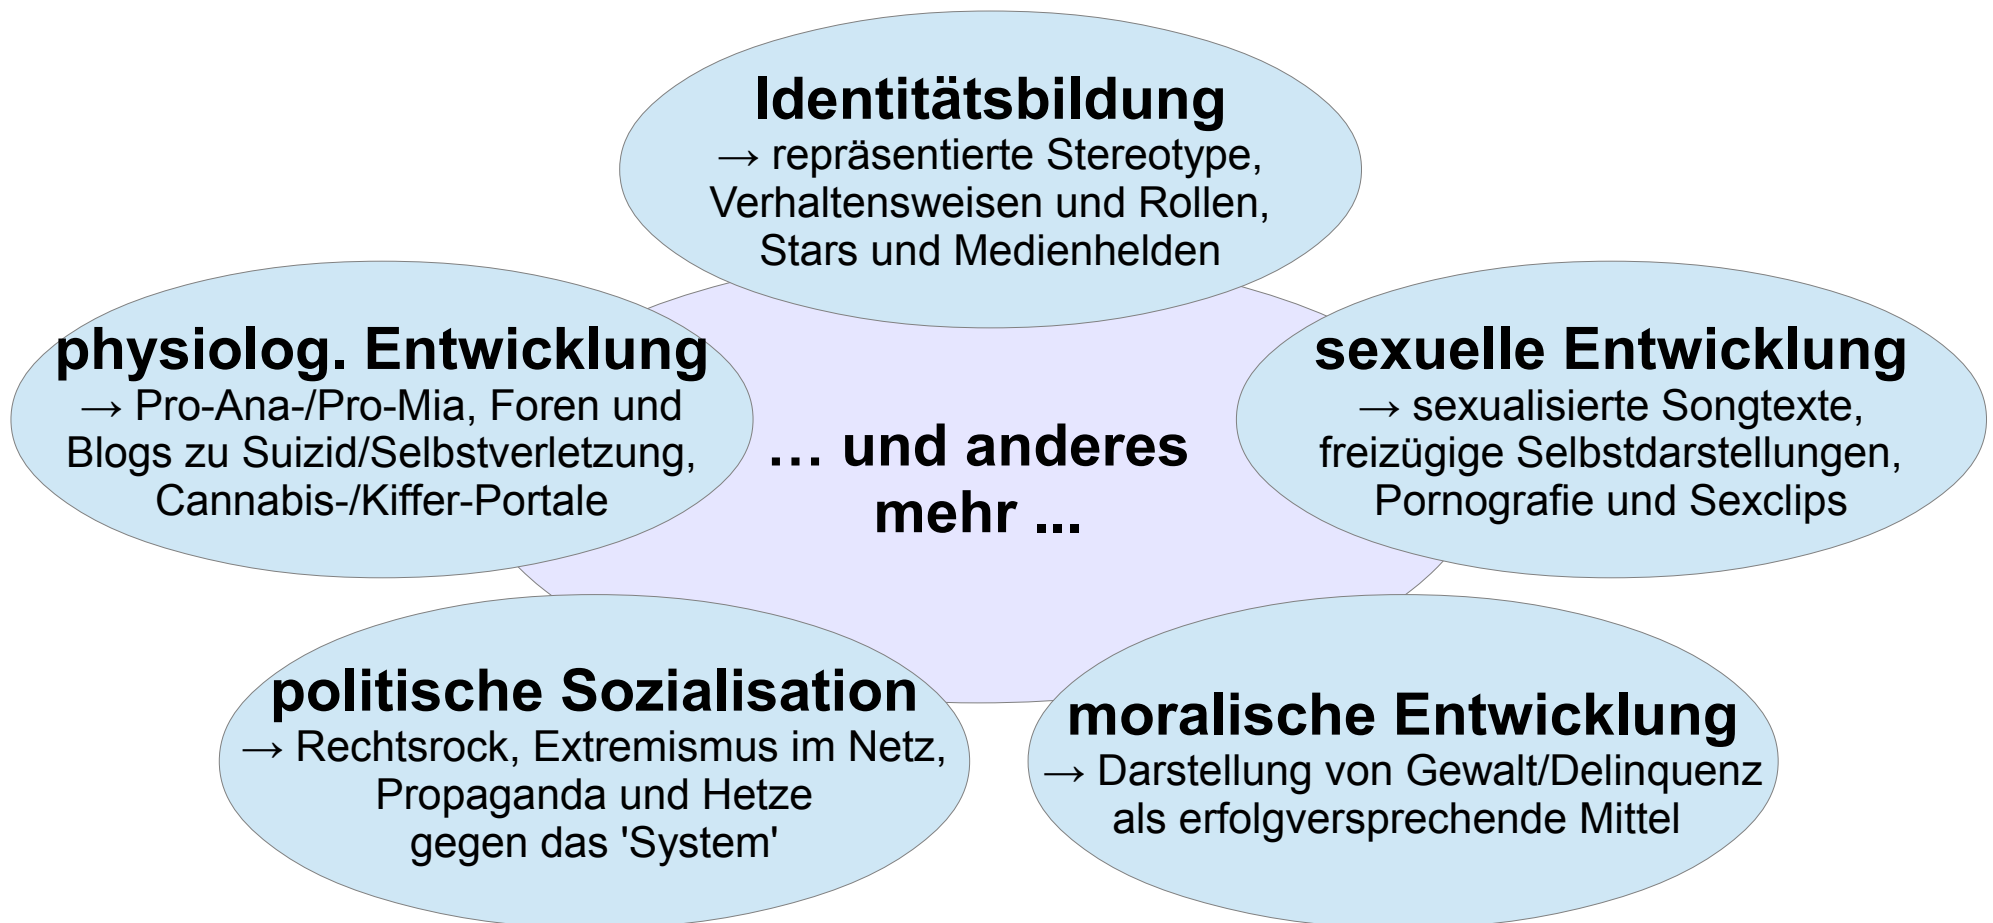 Identitätsbildung
→ repräsentierte Stereotype,
Verhaltensweisen und Rollen,
Stars und Medienhelden
physiolog. Entwicklung
→ Pro-Ana-/Pro-Mia, Foren und
Blogs zu Suizid/Selbstverletzung,
Cannabis-/Kiffer-Portale
… und anderes
mehr ...
sexuelle Entwicklung
→ sexualisierte Songtexte,
freizügige Selbstdarstellungen,
Pornografie und Sexclips
politische Sozialisation
→ Rechtsrock, Extremismus im Netz,
Propaganda und Hetze
gegen das 'System'
moralische Entwicklung
→ Darstellung von Gewalt/Delinquenz
als erfolgversprechende Mittel